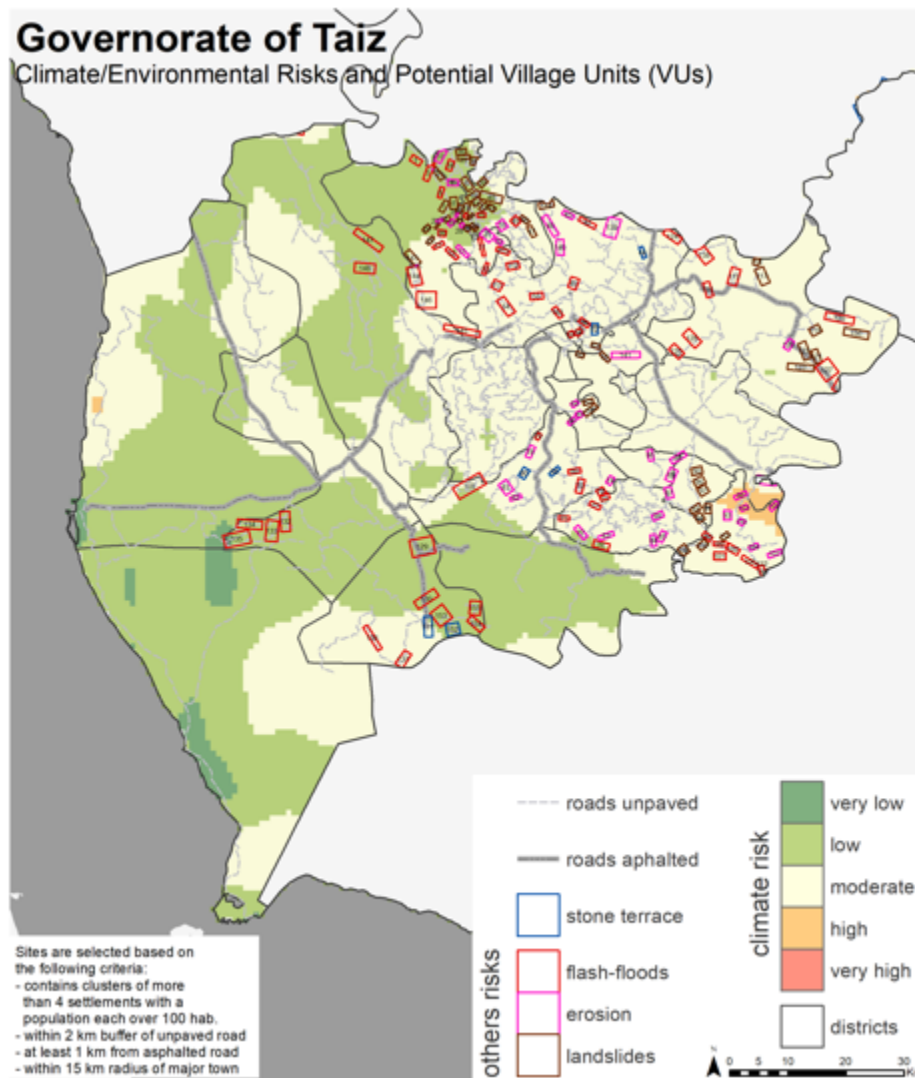 Governorate of Taiz
Climate/Environmental Risks and Potential Village Units (VUs)
Sites are selected based on
the following criteria:
- contains clusters of more
than 4 settlements with a
population each over 100 hab.
- within 2 km buffer of unpaved road
- at least 1 km from asphalted road
- within 15 km radius of major town
roads unpaved
roads aphalted
others risks
stone terrace
flash-floods
erosion
landslides
climate risk
very low
low
moderate
high
very high
districts
0 5 10 20 30